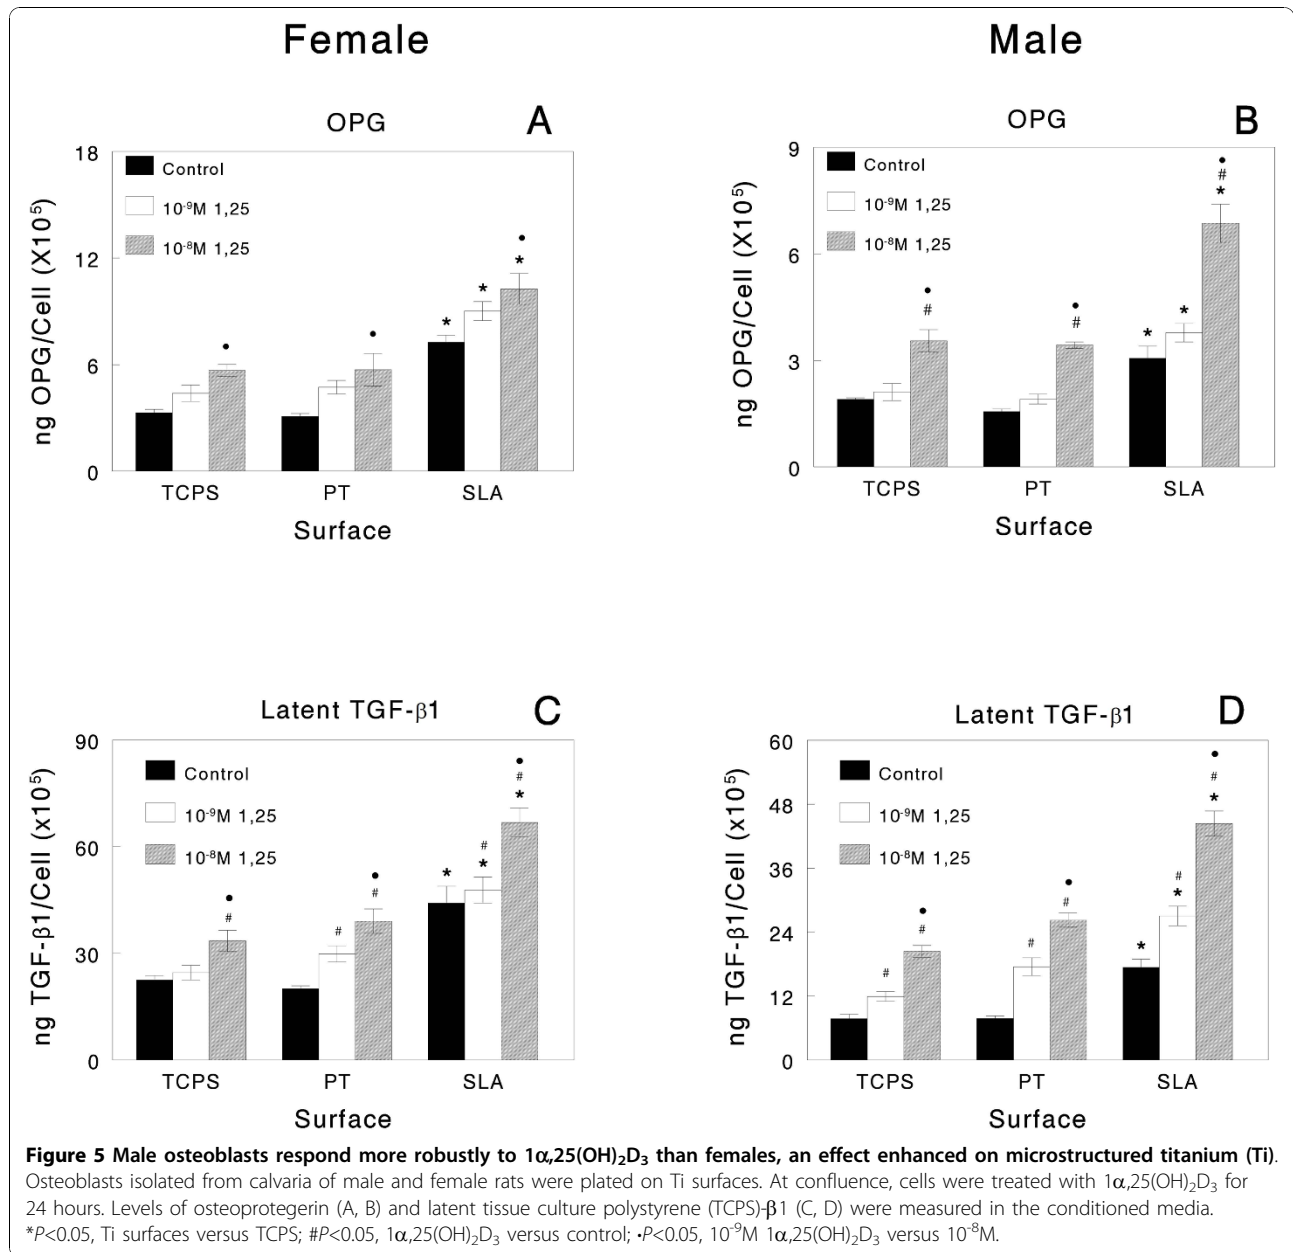 Female
Male
OPG
A
18
12
6
0
ng OPG/Cell (X10⁵)
Control
10⁻⁹M 1,25
10⁻⁸M 1,25
•
•
*
*
•
*
TCPS PT SLA
Surface
OPG
B
9
6
3
0
ng OPG/Cell (X10⁵)
Control
10⁻⁹M 1,25
10⁻⁸M 1,25
•
#
•
#
*
*
•
#
*
TCPS PT SLA
Surface
Latent TGF-β1
C
90
60
30
0
ng TGF-β1/Cell (x10⁵)
Control
10⁻⁹M 1,25
10⁻⁸M 1,25
•
#
#
•
#
*
#
*
•
#
*
TCPS PT SLA
Surface
Latent TGF-β1
D
60
48
36
24
12
0
ng TGF-β1/Cell (x10⁵)
Control
10⁻⁹M 1,25
10⁻⁸M 1,25
#
•
#
#
•
#
*
#
*
•
#
*
TCPS PT SLA
Surface
Figure 5 Male osteoblasts respond more robustly to 1α,25(OH)₂D₃ than females, an effect enhanced on microstructured titanium (Ti).
Osteoblasts isolated from calvaria of male and female rats were plated on Ti surfaces. At confluence, cells were treated with 1α,25(OH)₂D₃ for
24 hours. Levels of osteoprotegerin (A, B) and latent tissue culture polystyrene (TCPS)-β1 (C, D) were measured in the conditioned media.
*P<0.05, Ti surfaces versus TCPS; #P<0.05, 1α,25(OH)₂D₃ versus control; •P<0.05, 10⁻⁹M 1α,25(OH)₂D₃ versus 10⁻⁸M.